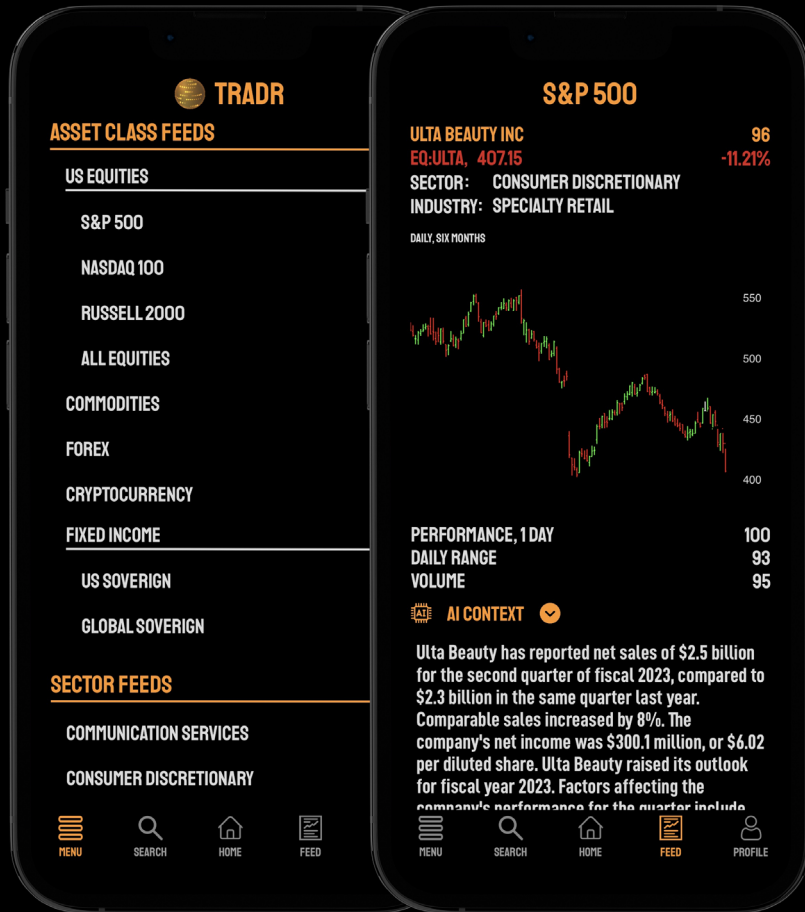 TRADR
ASSET CLASS FEEDS
US EQUITIES
S&P 500
NASDAQ 100
RUSSELL 2000
ALL EQUITIES
COMMODITIES
FOREX
CRYPTOCURRENCY
FIXED INCOME
US SOVERIGN
GLOBAL SOVERIGN
SECTOR FEEDS
COMMUNICATION SERVICES
CONSUMER DISCRETIONARY
MENU SEARCH HOME FEED
S&P 500
ULTA BEAUTY INC 96
EQ:ULTA, 407.15 -11.21%
SECTOR: CONSUMER DISCRETIONARY
INDUSTRY: SPECIALTY RETAIL
DAILY, SIX MONTHS
550
500
450
400
PERFORMANCE, 1 DAY 100
DAILY RANGE 93
VOLUME 95
AI AI CONTEXT
Ulta Beauty has reported net sales of $2.5 billion
for the second quarter of fiscal 2023, compared to
$2.3 billion in the same quarter last year.
Comparable sales increased by 8%. The
company's net income was $300.1 million, or $6.02
per diluted share. Ulta Beauty raised its outlook
for fiscal year 2023. Factors affecting the
company's performance for the quarter include
MENU SEARCH HOME FEED PROFILE